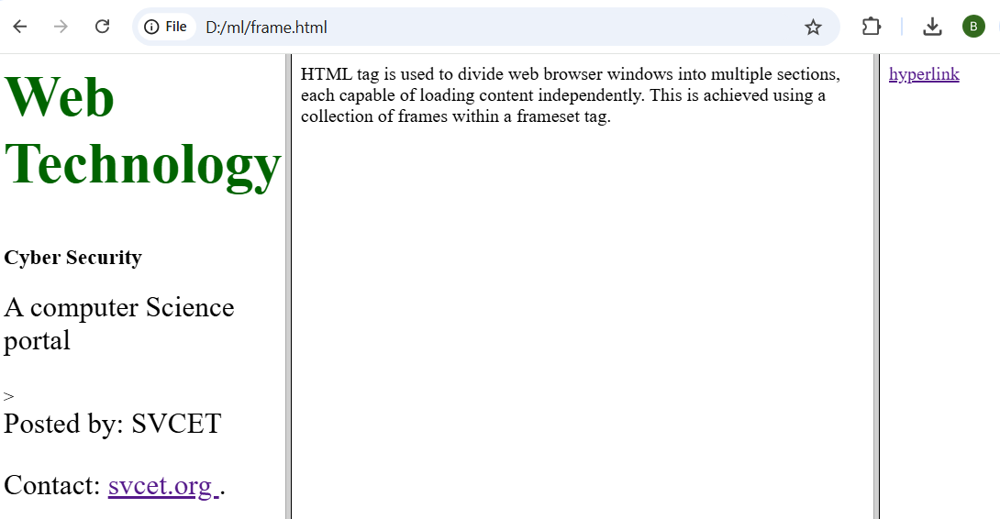 File D:/ml/frame.html
B
Web
Technology
Cyber Security
A computer Science
portal
>
Posted by: SVCET
Contact: svcet.org .
HTML tag is used to divide web browser windows into multiple sections,
each capable of loading content independently. This is achieved using a
collection of frames within a frameset tag.
hyperlink